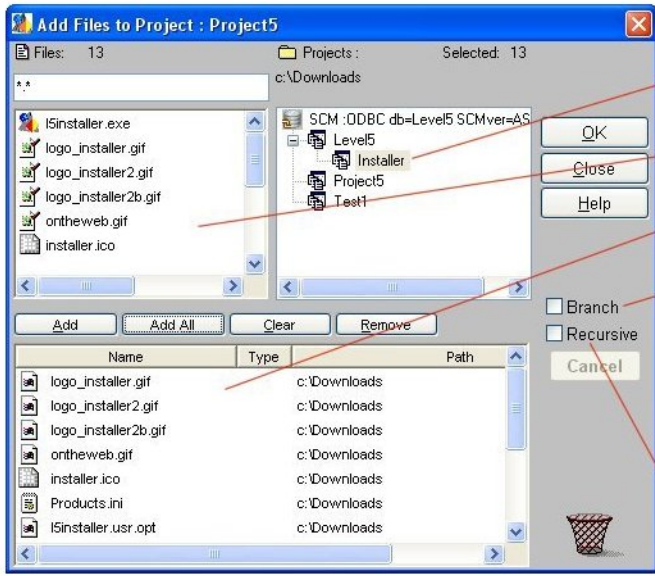 Add Files to Project : Project5
Files: 13
Projects :
Selected: 13
*.*
c:\Downloads
l5installer.exe
logo_installer.gif
logo_installer2.gif
logo_installer2b.gif
ontheweb.gif
installer.ico
SCM :ODBC db=Level5 SCMver=AS
Level5
Installer
Project5
Test1
OK
Close
Help
Add
Add All
Clear
Remove
Branch
Recursive
Cancel
Name Type Path
logo_installer.gif c:\Downloads
logo_installer2.gif c:\Downloads
logo_installer2b.gif c:\Downloads
ontheweb.gif c:\Downloads
installer.ico c:\Downloads
Products.ini c:\Downloads
l5installer.usr.opt c:\Downloads